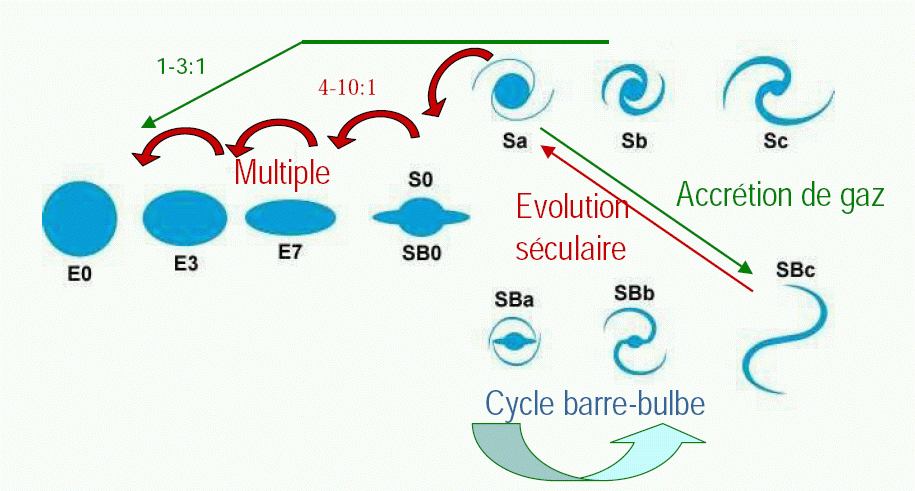 1-3:1
4-10:1
Sa
Sb
Sc
Multiple
S0
Evolution
séculaire
Accrétion de gaz
E0
E3
E7
SB0
SBc
SBa
SBb
Cycle barre-bulbe